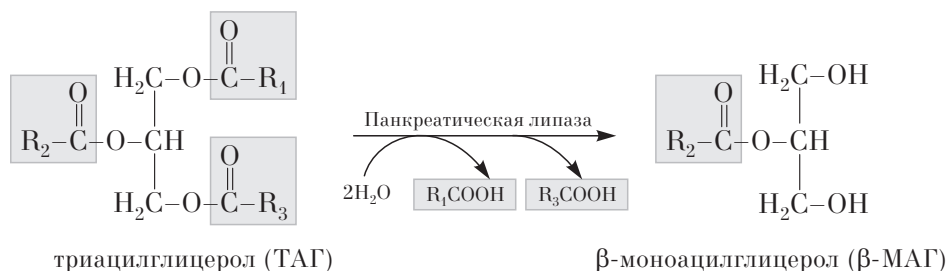 O
H₂C–O–C–R₁
O
R₂–C–O–CH
O
H₂C–O–C–R₃
Панкреатическая липаза
2H₂O
R₁COOH
R₃COOH
H₂C–OH
O
R₂–C–O–CH
H₂C–OH
триацилглицерол (ТАГ)
β-моноацилглицерол (β-МАГ)